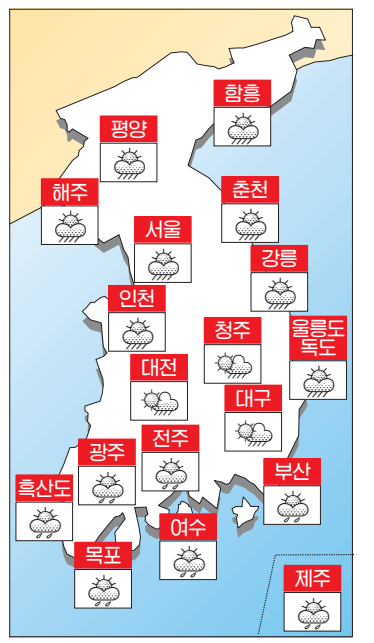 함흥
평양
해주
춘천
서울
강릉
인천
청주
울릉도
독도
대전
대구
전주
광주
부산
흑산도
여수
목포
제주